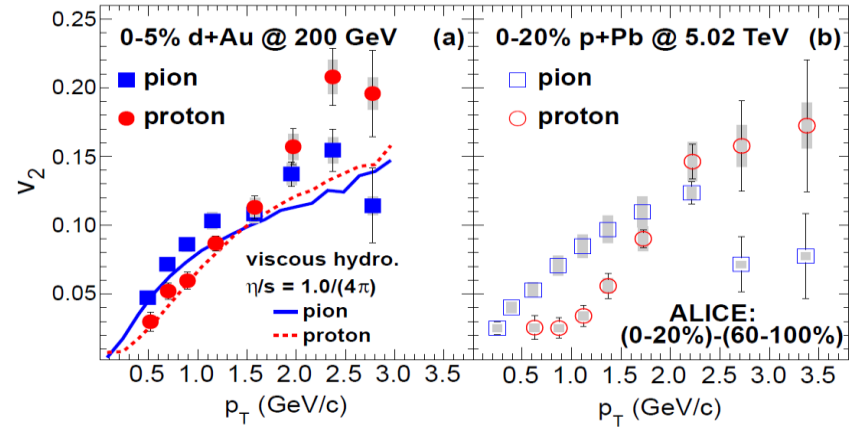 0-5% d+Au @ 200 GeV (a)
pion
proton
viscous hydro.
η/s = 1.0/(4π)
pion
proton
v2
0.25
0.20
0.15
0.10
0.05
0.5 1.0 1.5 2.0 2.5 3.0 3.5
pT (GeV/c)
0-20% p+Pb @ 5.02 TeV
(b)
pion
proton
ALICE:
(0-20%)-(60-100%)
0.5 1.0 1.5 2.0 2.5 3.0 3.5
pT (GeV/c)